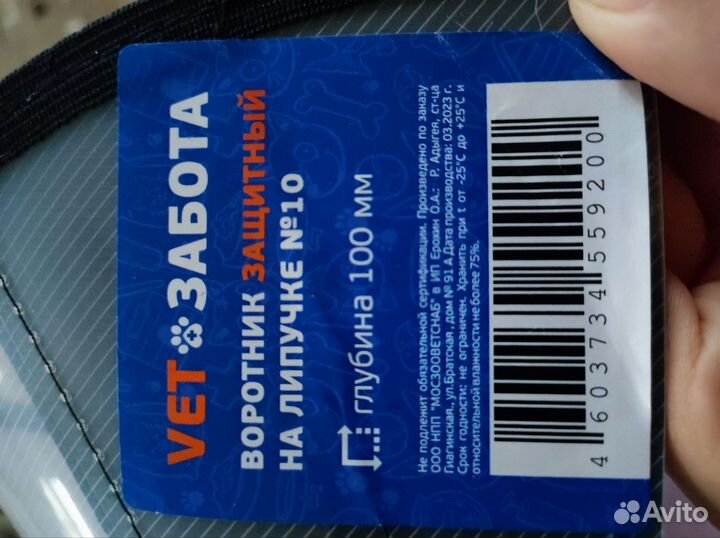 VET ЗАБОТА
ВОРОТНИК ЗАЩИТНЫЙ
НА ЛИПУЧКЕ №10
глубина 100 мм
Не подлежит обязательной сертификации. Произведено по заказу
ООО НПП "МОСЗООВЕТСНАБ" в ИП Ерохин О.А.: Р. Адыгея, ст-ца
Гиагинская, ул.Братская, дом № 91 А Дата производства: 03.2023 г.
Срок годности: не ограничен. Хранить при t от -25°С до +25°С и
относительной влажности не более 75%.
4 603734 559200
Avito